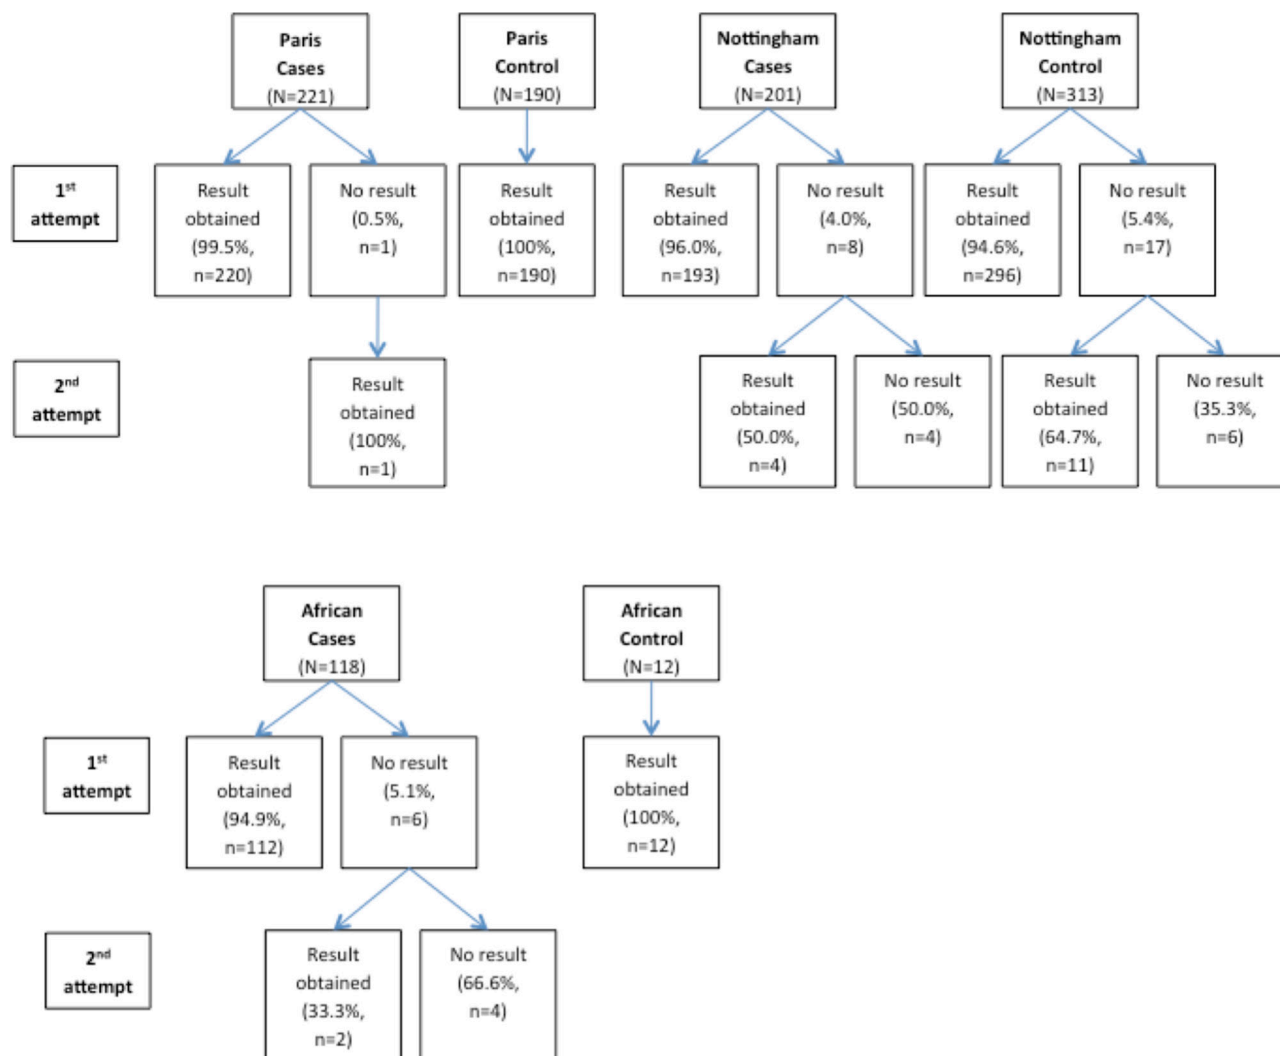 Paris
Cases
(N=221)
Paris
Control
(N=190)
Nottingham
Cases
(N=201)
Nottingham
Control
(N=313)
1st
attempt
Result
obtained
(99.5%,
n=220)
No result
(0.5%,
n=1)
Result
obtained
(100%,
n=190)
Result
obtained
(96.0%,
n=193)
No result
(4.0%,
n=8)
Result
obtained
(94.6%,
n=296)
No result
(5.4%,
n=17)
2nd
attempt
Result
obtained
(100%,
n=1)
Result
obtained
(50.0%,
n=4)
No result
(50.0%,
n=4)
Result
obtained
(64.7%,
n=11)
No result
(35.3%,
n=6)
African
Cases
(N=118)
African
Control
(N=12)
1st
attempt
Result
obtained
(94.9%,
n=112)
No result
(5.1%,
n=6)
Result
obtained
(100%,
n=12)
2nd
attempt
Result
obtained
(33.3%,
n=2)
No result
(66.6%,
n=4)